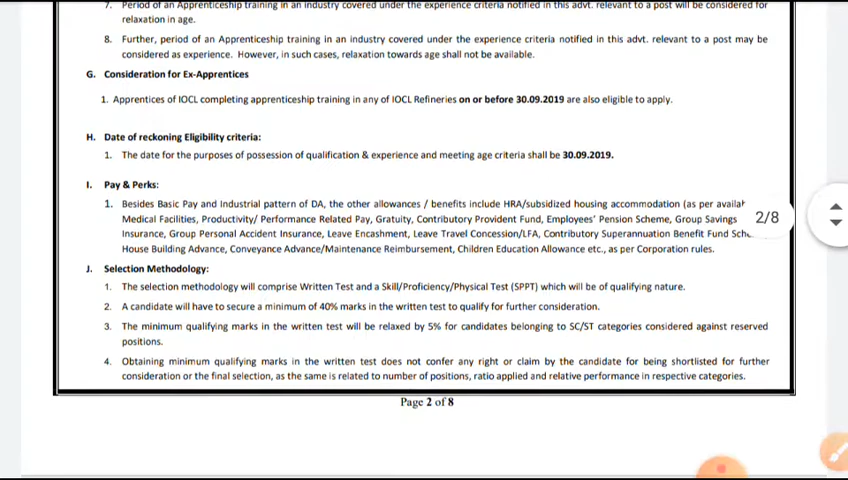 7. Period of an Apprenticeship training in an industry covered under the experience criteria notified in this advt. relevant to a post will be considered for
relaxation in age.
8. Further, period of an Apprenticeship training in an industry covered under the experience criteria notified in this advt. relevant to a post may be
considered as experience. However, in such cases, relaxation towards age shall not be available.
G. Consideration for Ex-Apprentices
1. Apprentices of IOCL completing apprenticeship training in any of IOCL Refineries on or before 30.09.2019 are also eligible to apply.
H. Date of reckoning Eligibility criteria:
1. The date for the purposes of possession of qualification & experience and meeting age criteria shall be 30.09.2019.
I. Pay & Perks:
1. Besides Basic Pay and Industrial pattern of DA, the other allowances / benefits include HRA/subsidized housing accommodation (as per
Medical Facilities, Productivity/ Performance Related Pay, Gratuity, Contributory Provident Fund, Employees' Pension Scheme, Group Savings
2/8
Insurance, Group Personal Accident Insurance, Leave Encashment, Leave Travel Concession/LFA, Contributory Superannuation Benefit Fund
House Building Advance, Conveyance Advance/Maintenance Reimbursement, Children Education Allowance etc., as per Corporation rules.
J. Selection Methodology:
1. The selection methodology will comprise Written Test and a Skill/Proficiency/Physical Test (SPPT) which will be of qualifying nature.
2. A candidate will have to secure a minimum of 40% marks in the written test to qualify for further consideration.
3. The minimum qualifying marks in the written test will be relaxed by 5% for candidates belonging to SC/ST categories considered against reserved
positions.
4. Obtaining minimum qualifying marks in the written test does not confer any right or claim by the candidate for being shortlisted for further
consideration or the final selection, as the same is related to number of positions, ratio applied and relative performance in respective categories.
Page 2 of 8